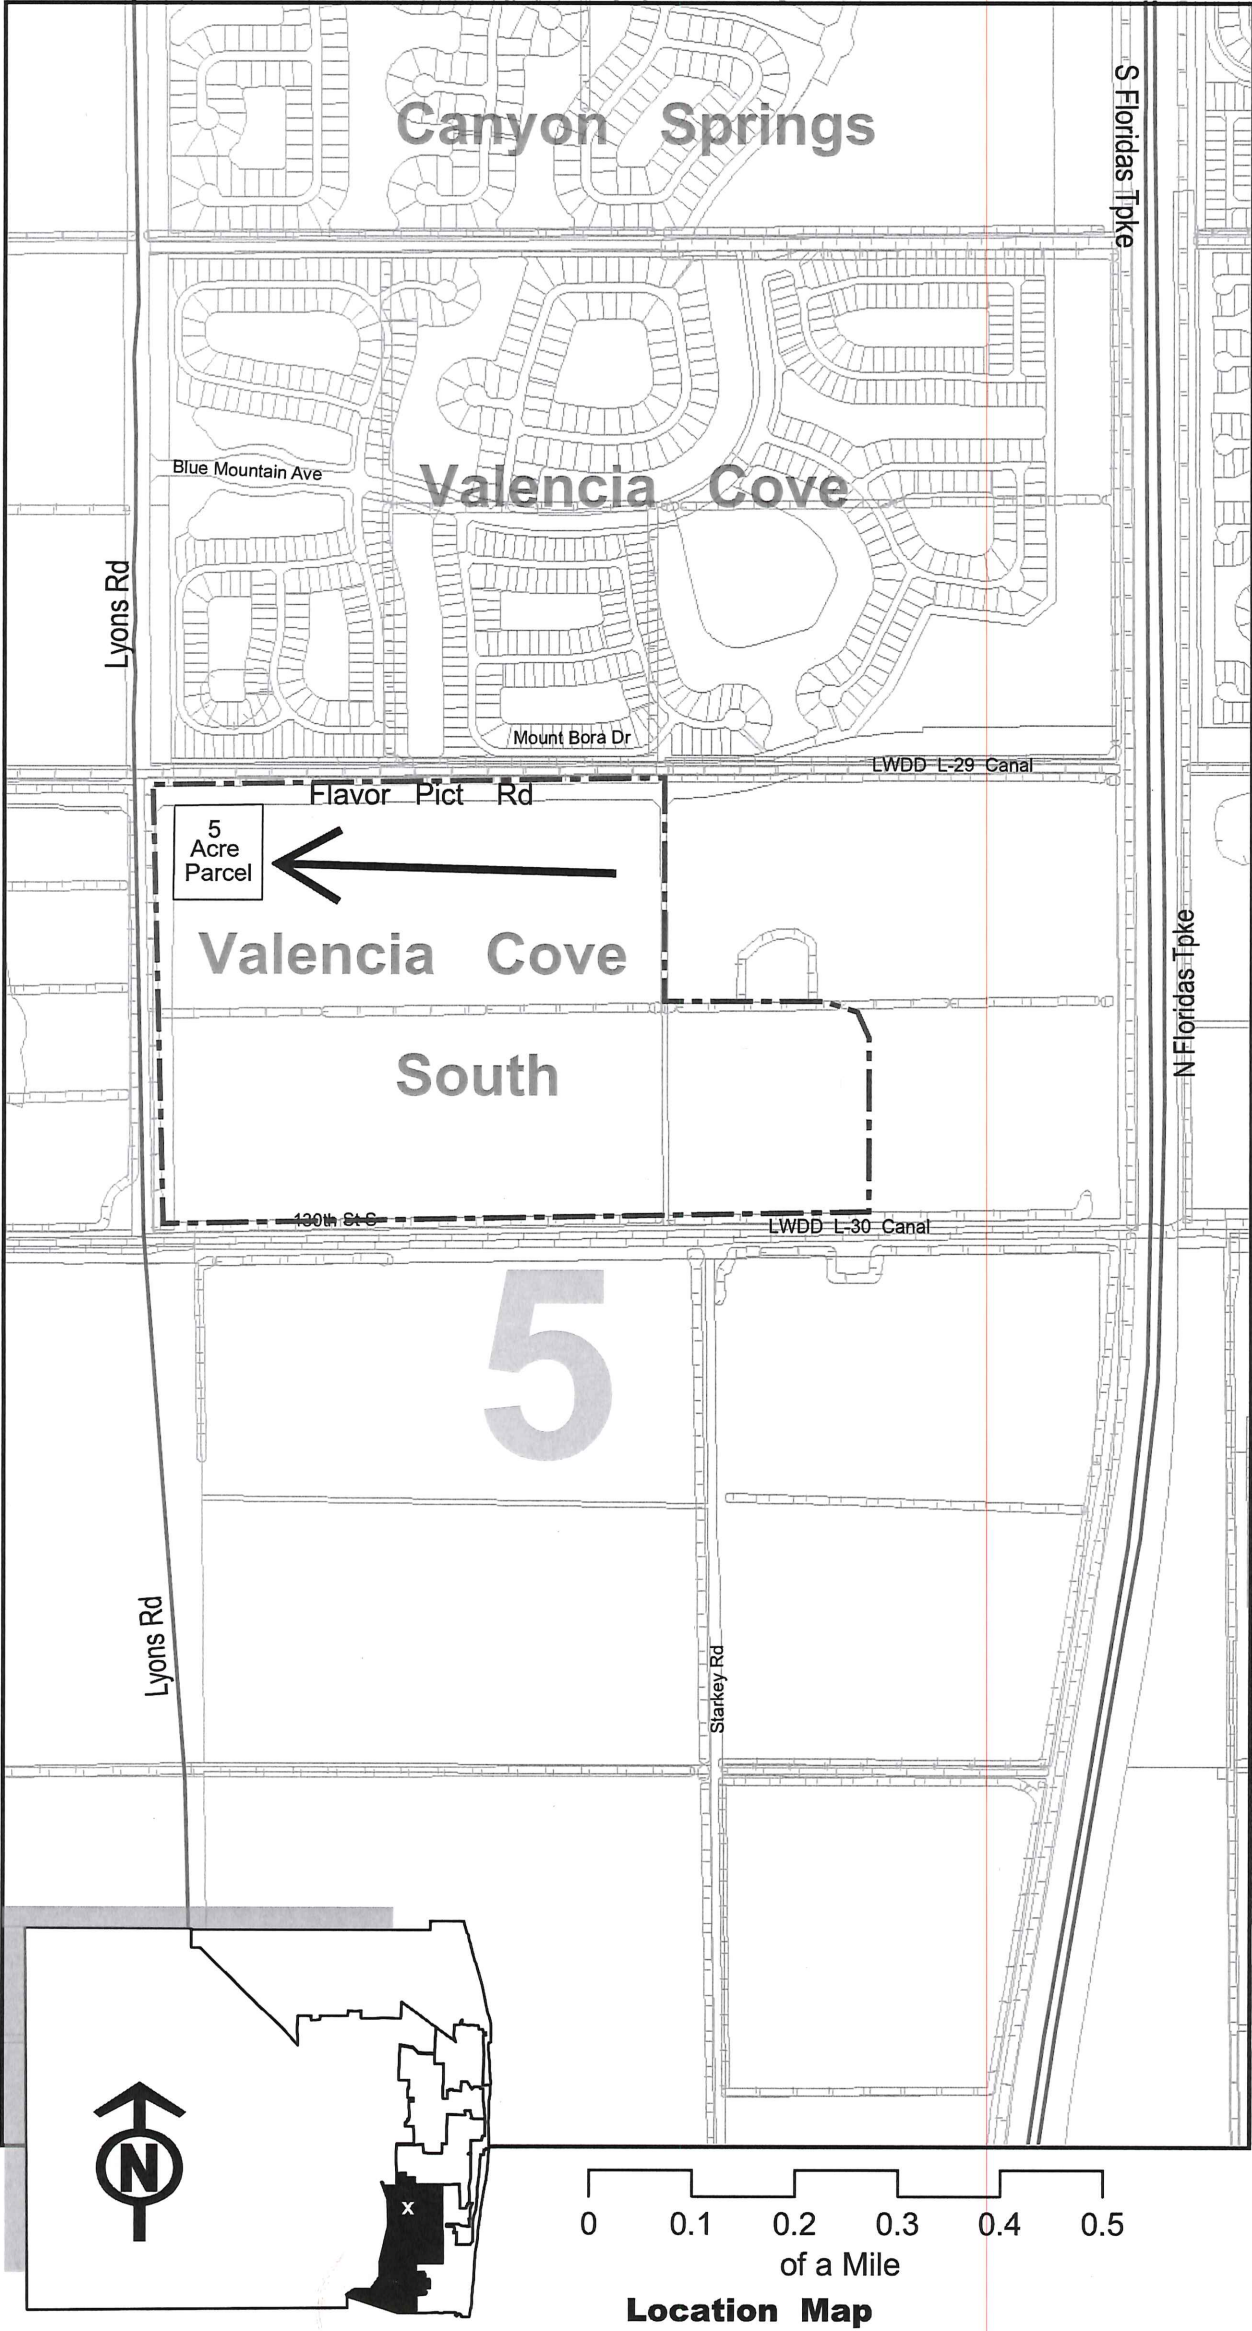 Canyon Springs
S Floridas Tpke
Blue Mountain Ave
Valencia Cove
Lyons Rd
Mount Bora Dr
LWDD L-29 Canal
Flavor Pict Rd
5
Acre
Parcel
Valencia Cove
N Floridas Tpke
South
130th St S
LWDD L-30 Canal
5
Lyons Rd
Starkey Rd
N
x
0 0.1 0.2 0.3 0.4 0.5
of a Mile
Location Map